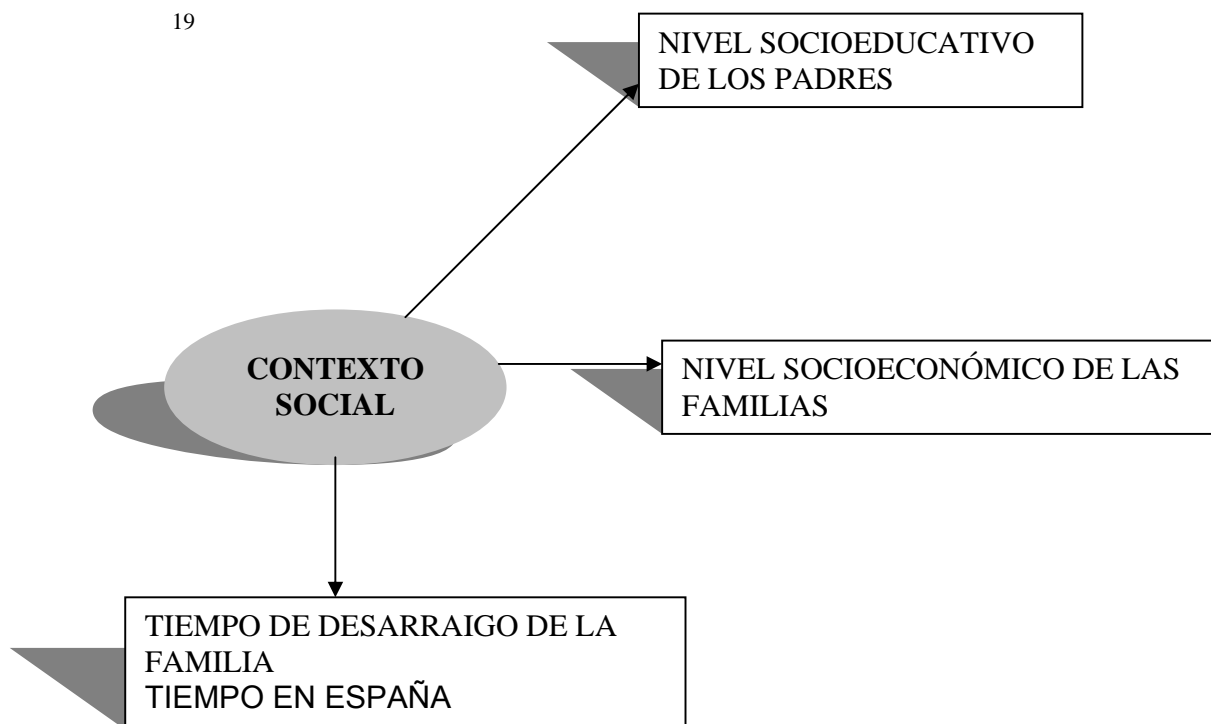 19
NIVEL SOCIOEDUCATIVO
DE LOS PADRES
CONTEXTO
SOCIAL
NIVEL SOCIOECONÓMICO DE LAS
FAMILIAS
TIEMPO DE DESARRAIGO DE LA
FAMILIA
TIEMPO EN ESPAÑA